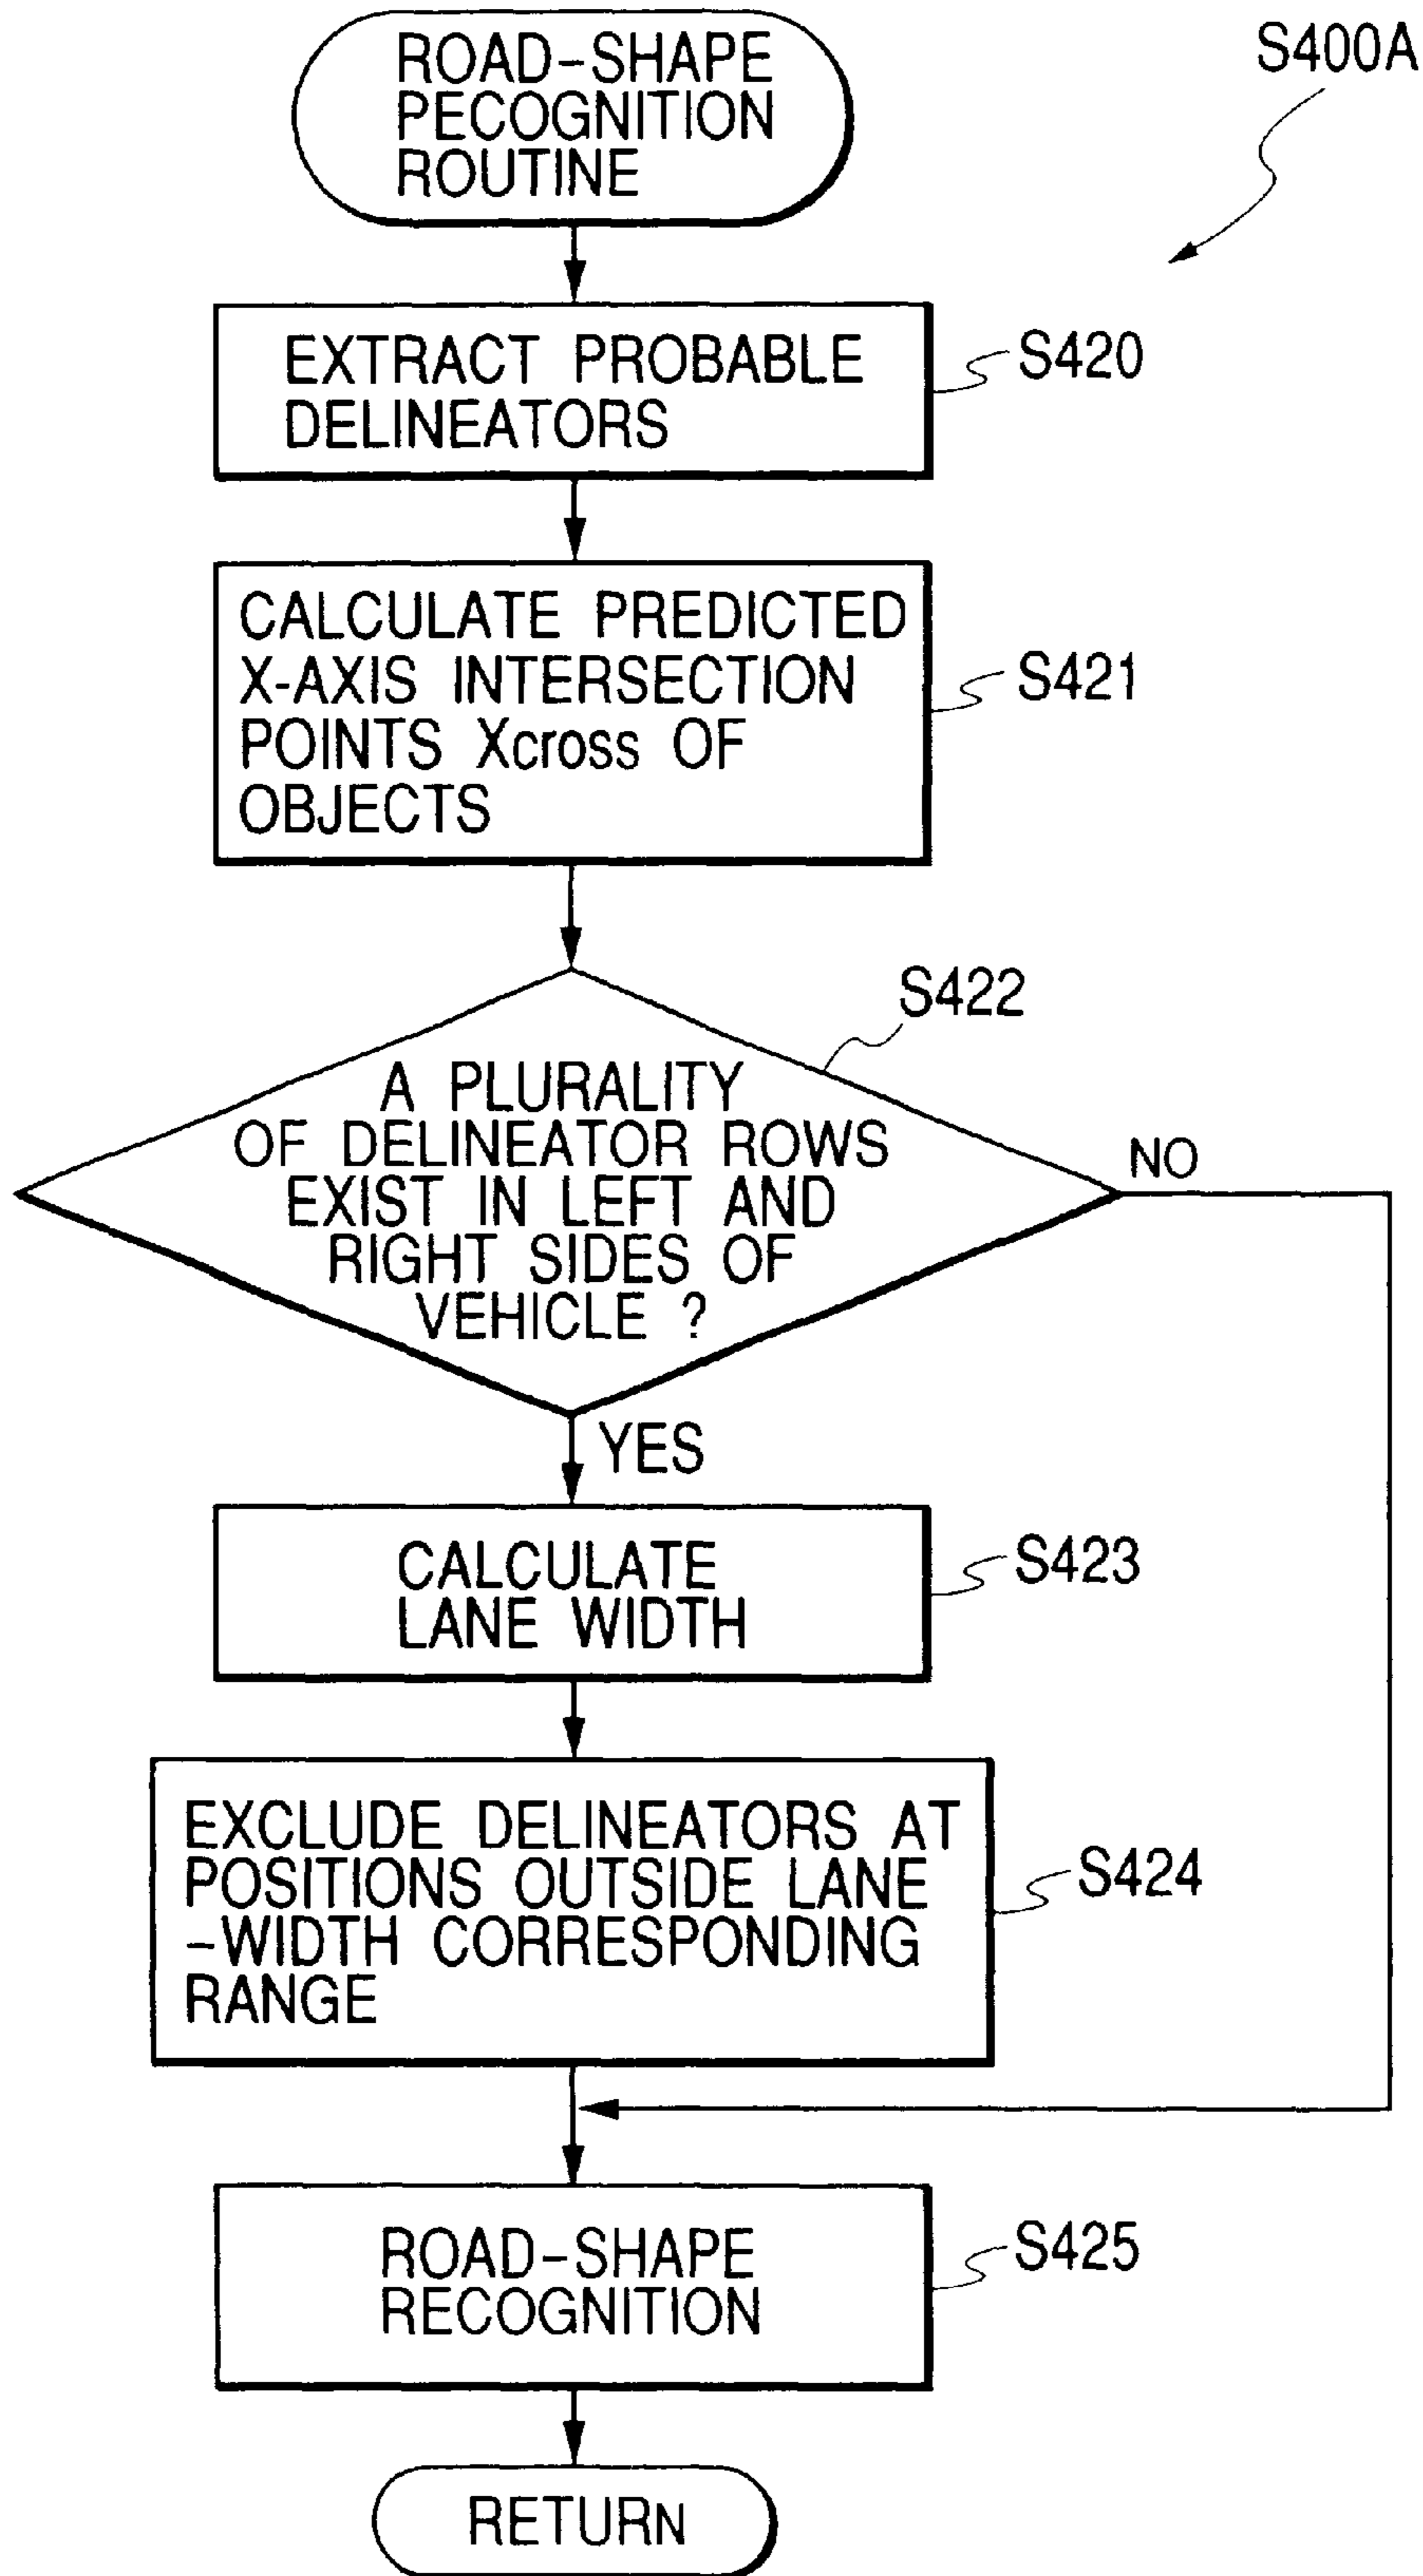 ROAD-SHAPE
PECOGNITION
ROUTINE
S400A
EXTRACT PROBABLE
DELINEATORS
S420
CALCULATE PREDICTED
X-AXIS INTERSECTION
POINTS Xcross OF
OBJECTS
S421
S422
A PLURALITY
OF DELINEATOR ROWS
EXIST IN LEFT AND
RIGHT SIDES OF
VEHICLE ?
NO
YES
CALCULATE
LANE WIDTH
S423
EXCLUDE DELINEATORS AT
POSITIONS OUTSIDE LANE
-WIDTH CORRESPONDING
RANGE
S424
ROAD-SHAPE
RECOGNITION
S425
RETURN